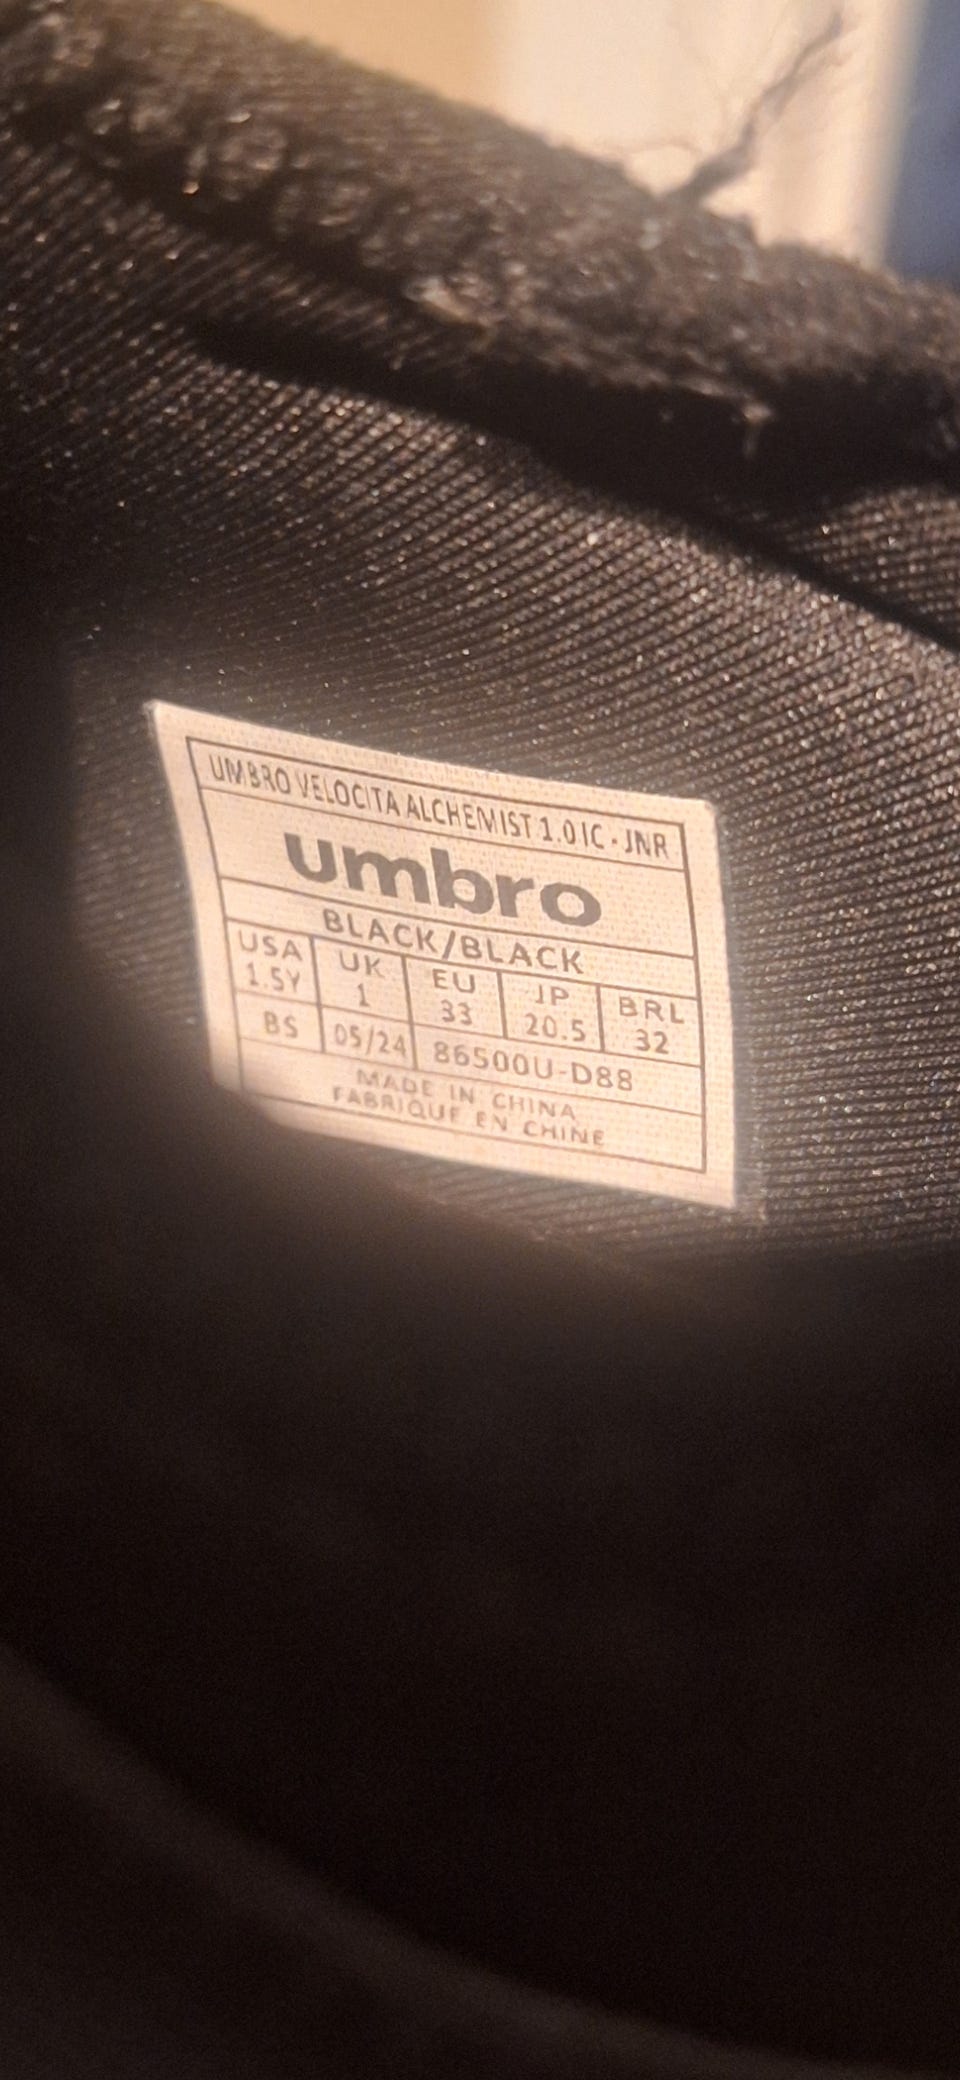 UMBRO VELOCITA ALCHEMIST 1.0 IC - JNR
umbro
BLACK/BLACK
USA UK EU JP BRL
1.5Y 1 33 20.5 32
BS 05/24 86500U-D88
MADE IN CHINA
FABRIQUE EN CHINE